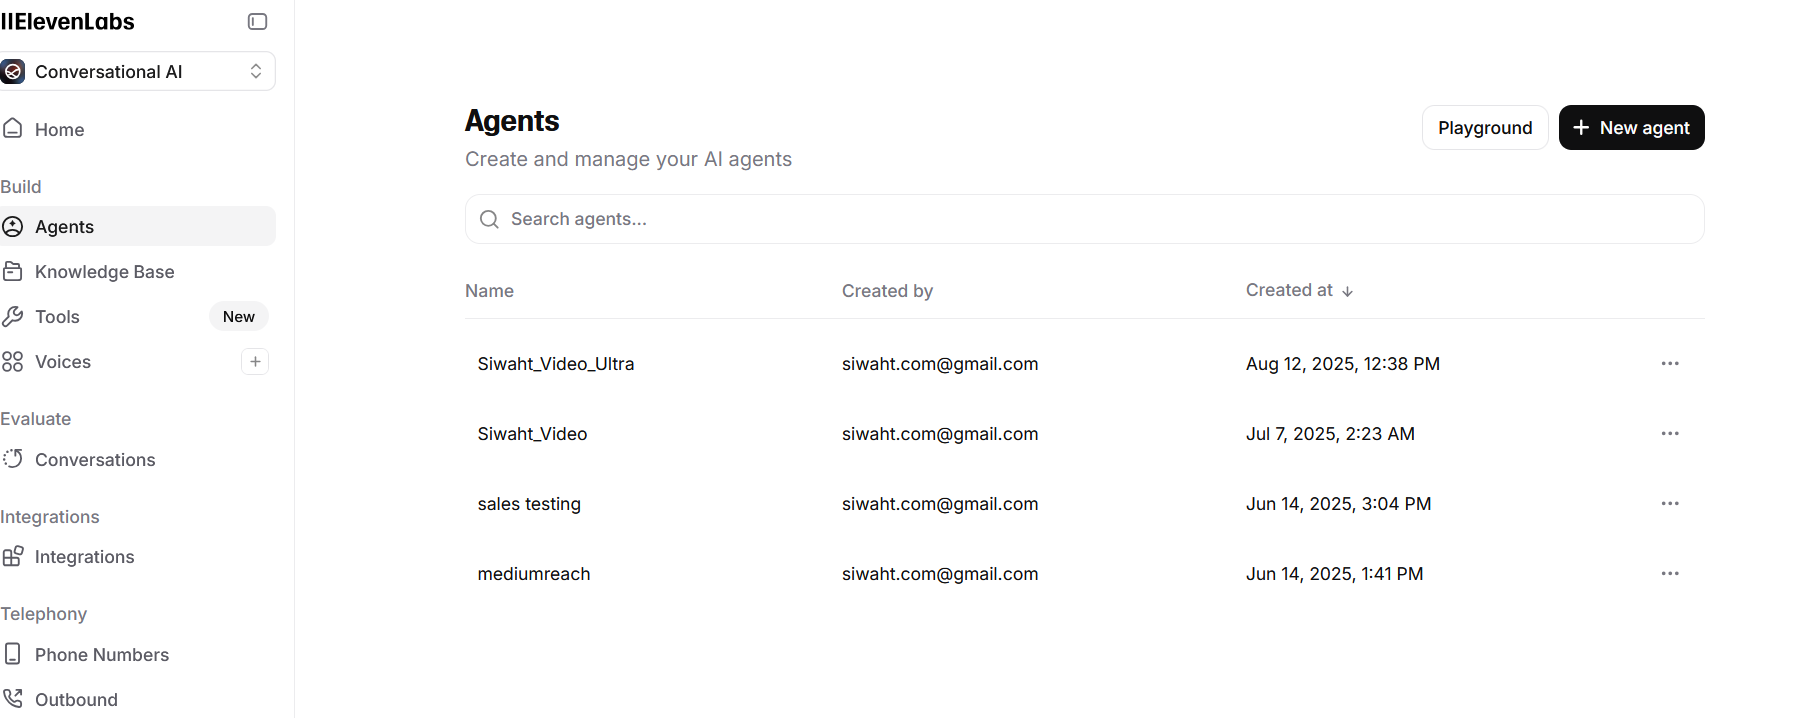 IIElevenLabs
Conversational AI
Home
Build
Agents
Knowledge Base
Tools New
Voices
Evaluate
Conversations
Integrations
Integrations
Telephony
Phone Numbers
Outbound
Agents
Create and manage your AI agents
Playground
+ New agent
Search agents...
Name Created by Created at ↓
Siwaht_Video_Ultra siwaht.com@gmail.com Aug 12, 2025, 12:38 PM
Siwaht_Video siwaht.com@gmail.com Jul 7, 2025, 2:23 AM
sales testing siwaht.com@gmail.com Jun 14, 2025, 3:04 PM
mediumreach siwaht.com@gmail.com Jun 14, 2025, 1:41 PM